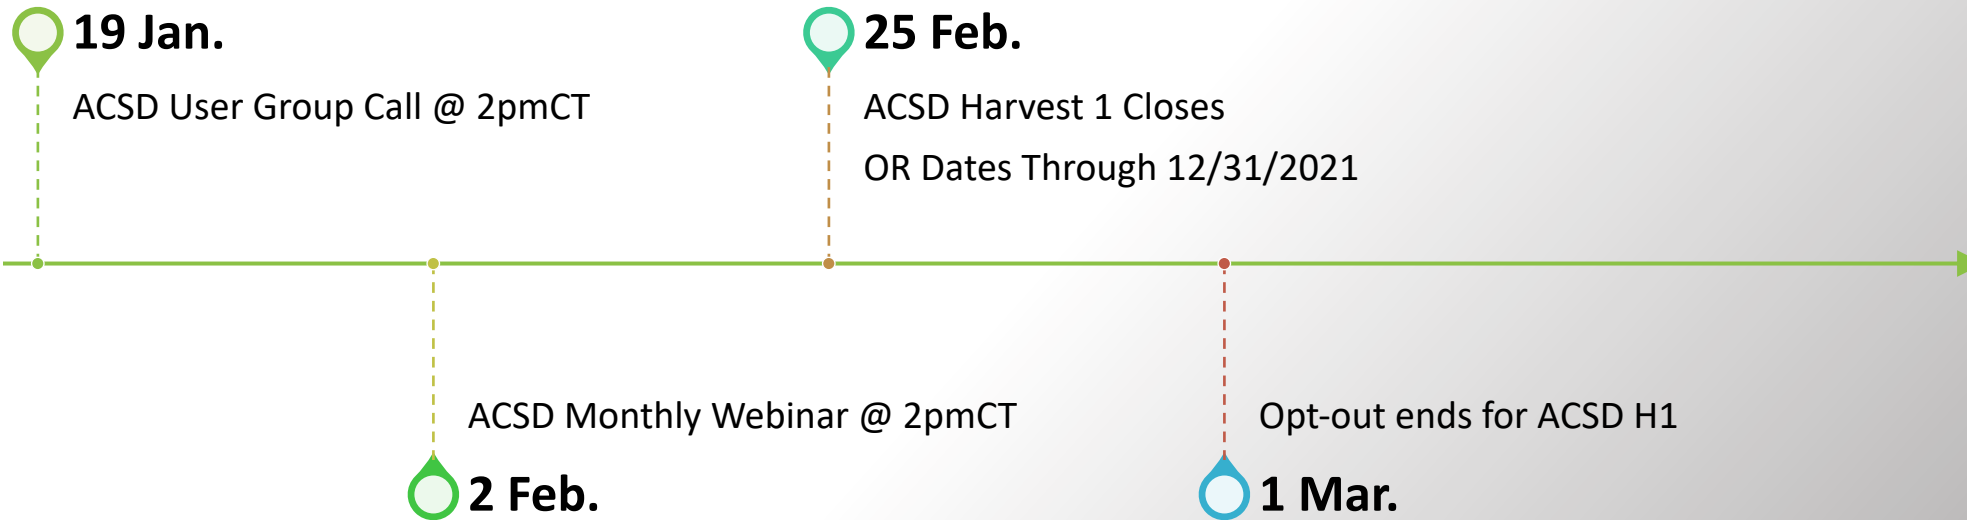 19 Jan.
ACSD User Group Call @ 2pmCT
25 Feb.
ACSD Harvest 1 Closes
OR Dates Through 12/31/2021
ACSD Monthly Webinar @ 2pmCT
2 Feb.
Opt-out ends for ACSD H1
1 Mar.